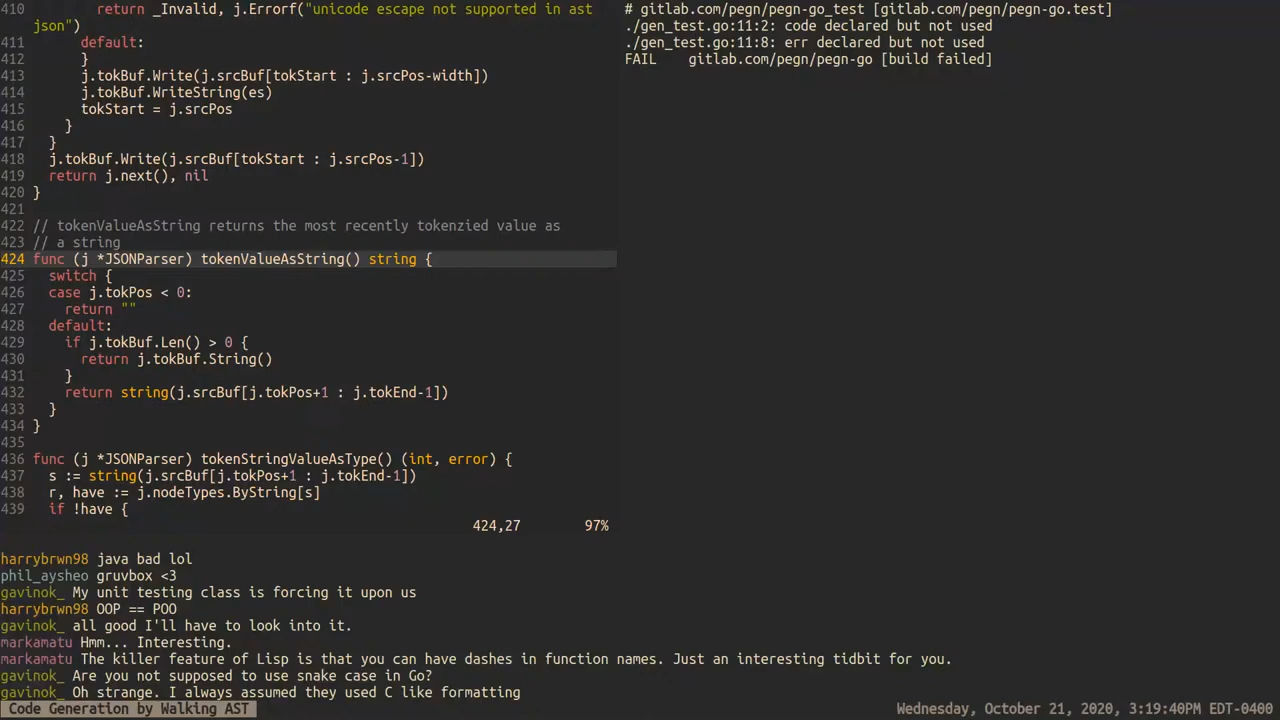 410         return _Invalid, j.Errorf("unicode escape not supported in ast
json")
411       default:
412       }
413       j.tokBuf.Write(j.srcBuf[tokStart : j.srcPos-width])
414       j.tokBuf.WriteString(es)
415       tokStart = j.srcPos
416     }
417   }
418   j.tokBuf.Write(j.srcBuf[tokStart : j.srcPos-1])
419   return j.next(), nil
420 }
421
422 // tokenValueAsString returns the most recently tokenzied value as
423 // a string
424 func (j *JSONParser) tokenValueAsString() string {
425   switch {
426   case j.tokPos < 0:
427     return ""
428   default:
429     if j.tokBuf.Len() > 0 {
430       return j.tokBuf.String()
431     }
432     return string(j.srcBuf[j.tokPos+1 : j.tokEnd-1])
433   }
434 }
435
436 func (j *JSONParser) tokenStringValueAsType() (int, error) {
437   s := string(j.srcBuf[j.tokPos+1 : j.tokEnd-1])
438   r, have := j.nodeTypes.ByString[s]
439   if !have {
424,27 97%
# gitlab.com/pegn/pegn-go_test [gitlab.com/pegn/pegn-go.test]
./gen_test.go:11:2: code declared but not used
./gen_test.go:11:8: err declared but not used
FAIL    gitlab.com/pegn/pegn-go [build failed]
harrybrwn98 java bad lol
phil_aysheo gruvbox <3
gavinok_ My unit testing class is forcing it upon us
harrybrwn98 OOP == POO
gavinok_ all good I'll have to look into it.
markamatu Hmm... Interesting.
markamatu The killer feature of Lisp is that you can have dashes in function names. Just an interesting tidbit for you.
gavinok_ Are you not supposed to use snake case in Go?
gavinok_ Oh strange. I always assumed they used C like formatting
Code Generation by Walking AST
Wednesday, October 21, 2020, 3:19:40PM EDT-0400